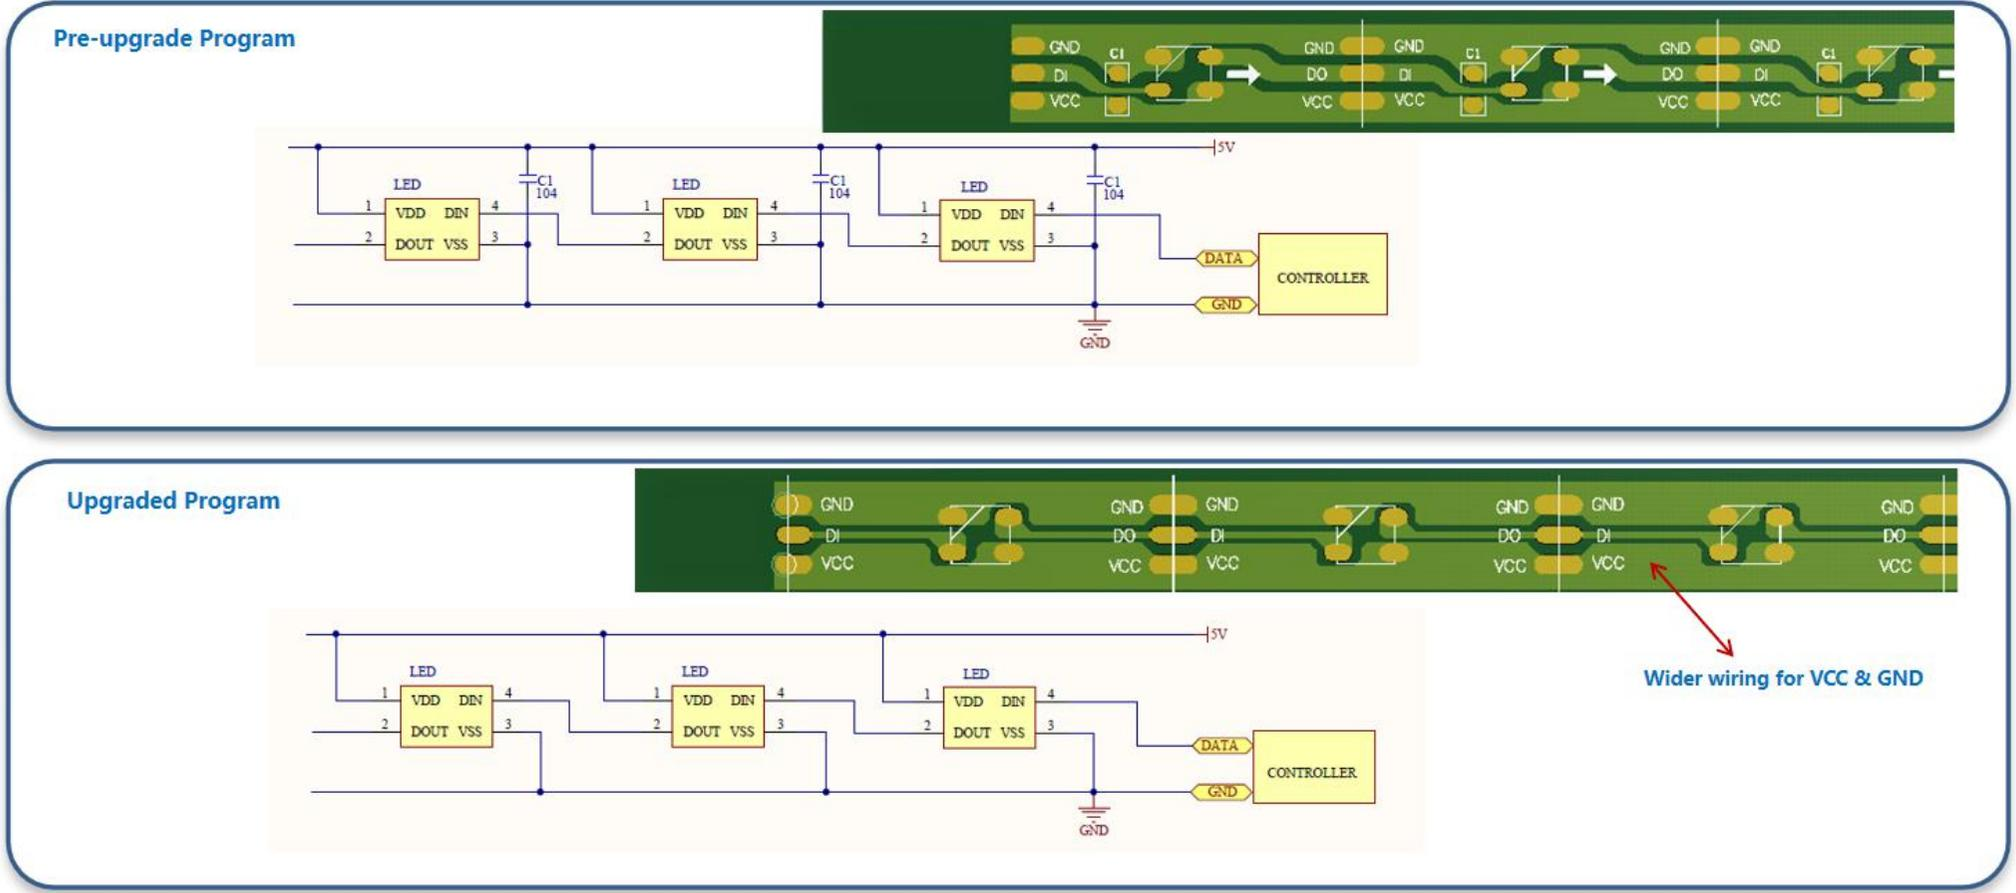 Pre-upgrade Program
GND C1 GND GND C1 GND GND C1
DI DO DI DO DI
VCC VCC VCC VCC VCC
5V
LED C1 104 LED C1 104 LED C1 104
1 VDD DIN 4 1 VDD DIN 4 1 VDD DIN 4
2 DOUT VSS 3 2 DOUT VSS 3 2 DOUT VSS 3
DATA
CONTROLLER
GND
GND
Upgraded Program
GND GND GND GND GND GND
DI DO DI DO DI DO
VCC VCC VCC VCC VCC VCC
5V
Wider wiring for VCC & GND
LED LED LED
1 VDD DIN 4 1 VDD DIN 4 1 VDD DIN 4
2 DOUT VSS 3 2 DOUT VSS 3 2 DOUT VSS 3
DATA
CONTROLLER
GND
GND